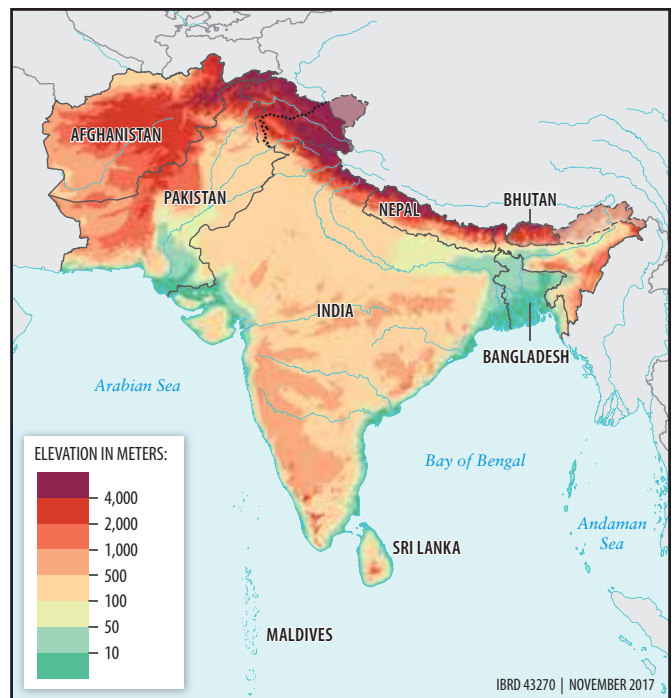 AFGHANISTAN
PAKISTAN
NEPAL
BHUTAN
INDIA
BANGLADESH
Arabian Sea
ELEVATION IN METERS:
4,000
2,000
1,000
500
100
50
10
Bay of Bengal
Andaman
Sea
SRI LANKA
MALDIVES
IBRD 43270 | NOVEMBER 2017